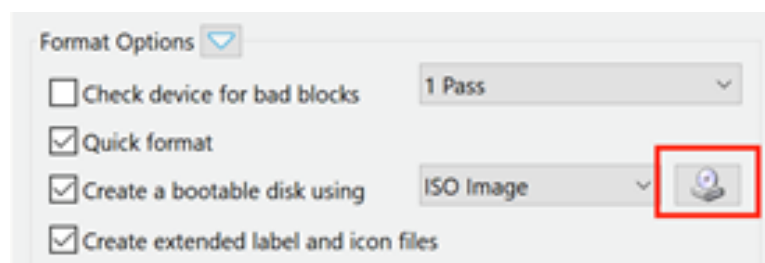 Format Options
Check device for bad blocks 1 Pass
Quick format
Create a bootable disk using ISO Image
Create extended label and icon files